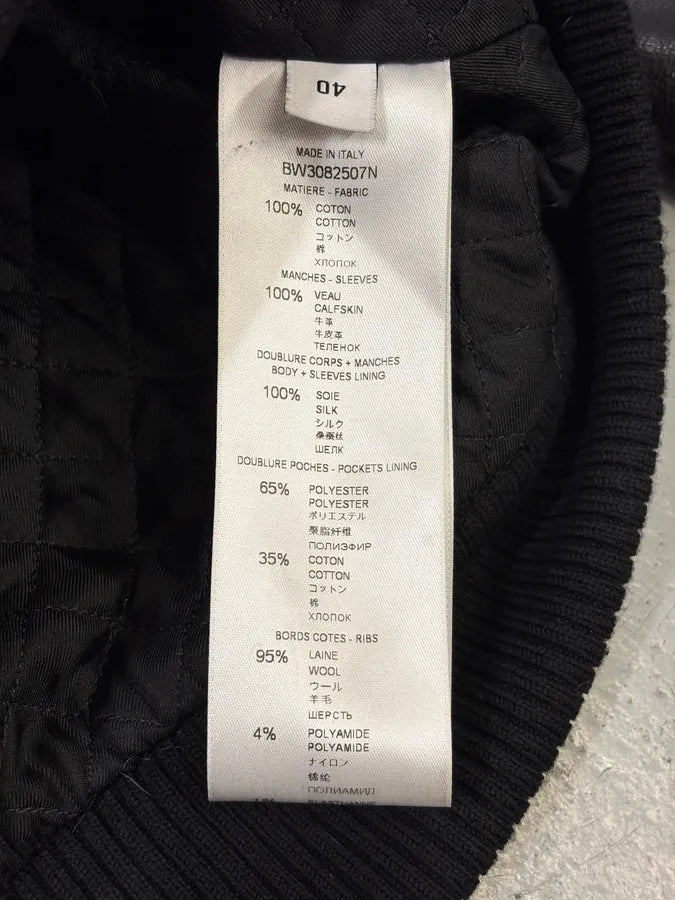 40
MADE IN ITALY
BW3082507N
MATIERE - FABRIC
100% COTON
COTTON
コットン
棉
ХЛОПОК
MANCHES - SLEEVES
100% VEAU
CALFSKIN
牛革
牛皮革
ТЕЛЕНОК
DOUBLURE CORPS + MANCHES
BODY + SLEEVES LINING
100% SOIE
SILK
シルク
桑蚕丝
ШЕЛК
DOUBLURE POCHES - POCKETS LINING
65% POLYESTER
POLYESTER
ポリエステル
聚脂纤维
ПОЛИЭФИР
35% COTON
COTTON
コットン
棉
ХЛОПОК
BORDS COTES - RIBS
95% LAINE
WOOL
ウール
羊毛
ШЕРСТЬ
4% POLYAMIDE
POLYAMIDE
ナイロン
锦纶
ПОЛИАМИД
1% ELASTHANNE